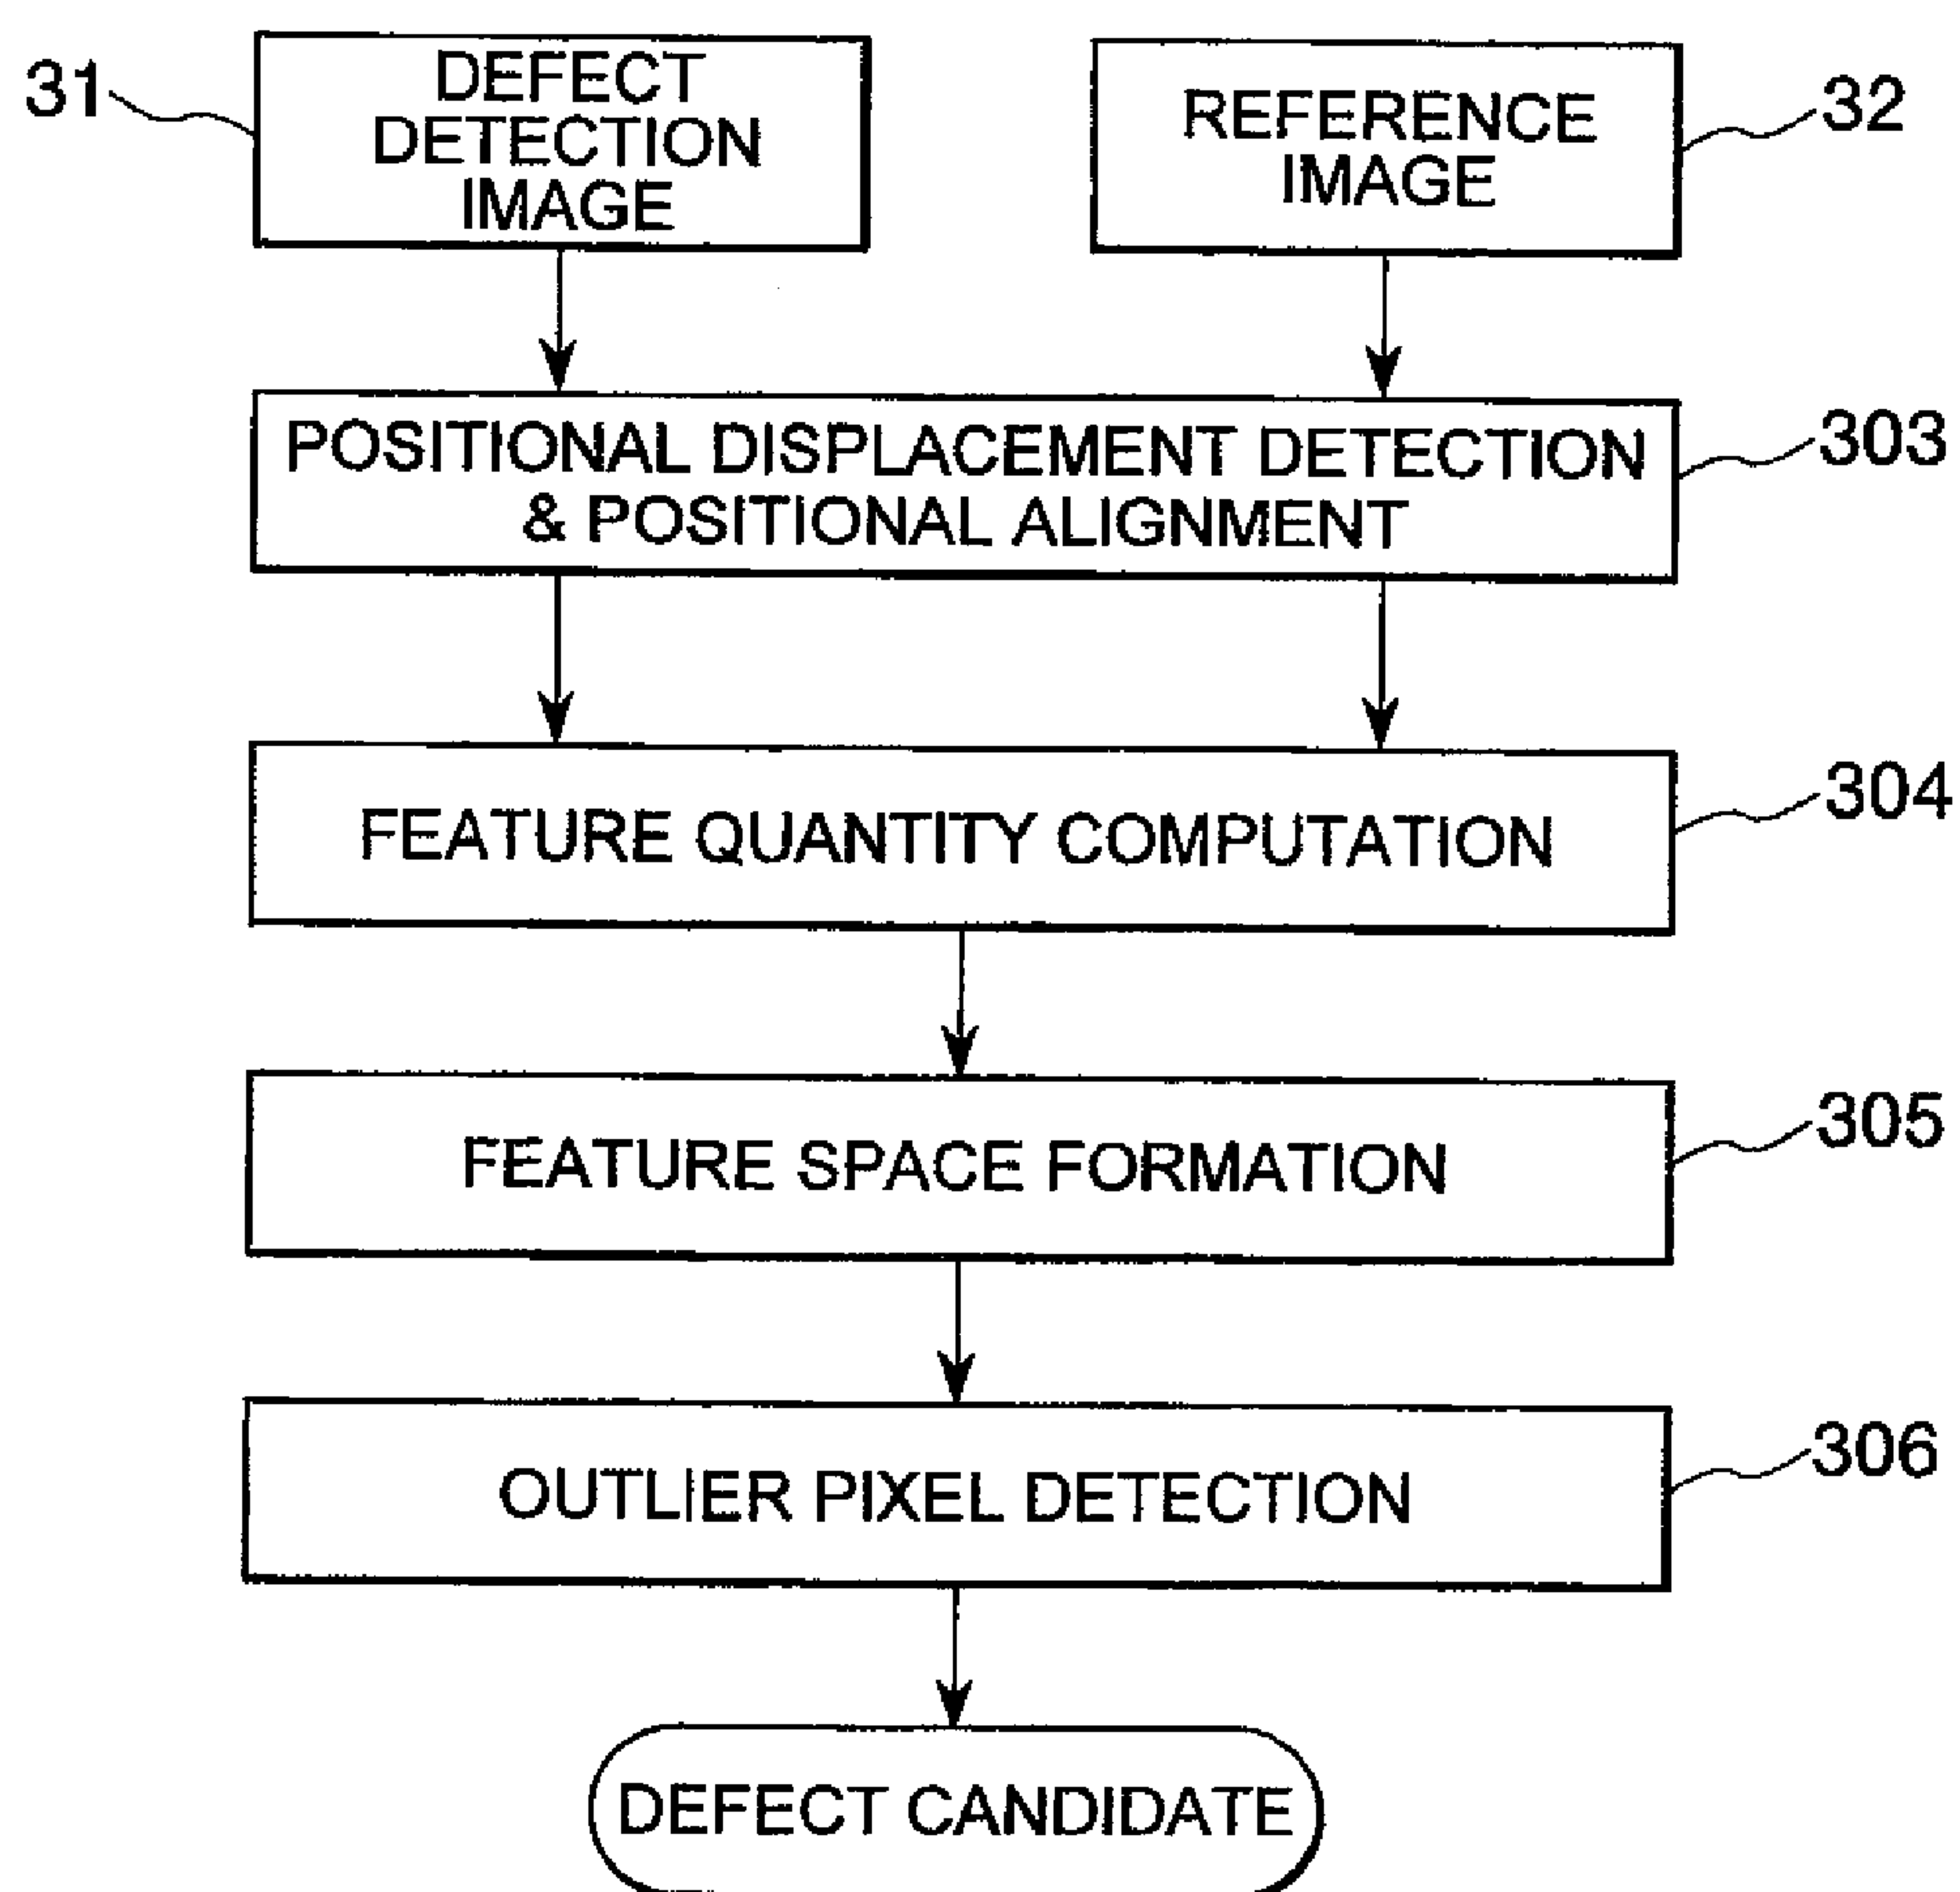 31
DEFECT
DETECTION
IMAGE
REFERENCE
IMAGE
32
POSITIONAL DISPLACEMENT DETECTION
& POSITIONAL ALIGNMENT
303
FEATURE QUANTITY COMPUTATION
304
FEATURE SPACE FORMATION
305
OUTLIER PIXEL DETECTION
306
DEFECT CANDIDATE